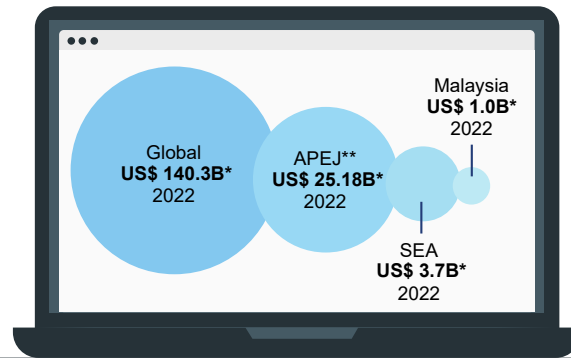 Global
US$ 140.3B*
2022
APEJ**
US$ 25.18B*
2022
SEA
US$ 3.7B*
2022
Malaysia
US$ 1.0B*
2022